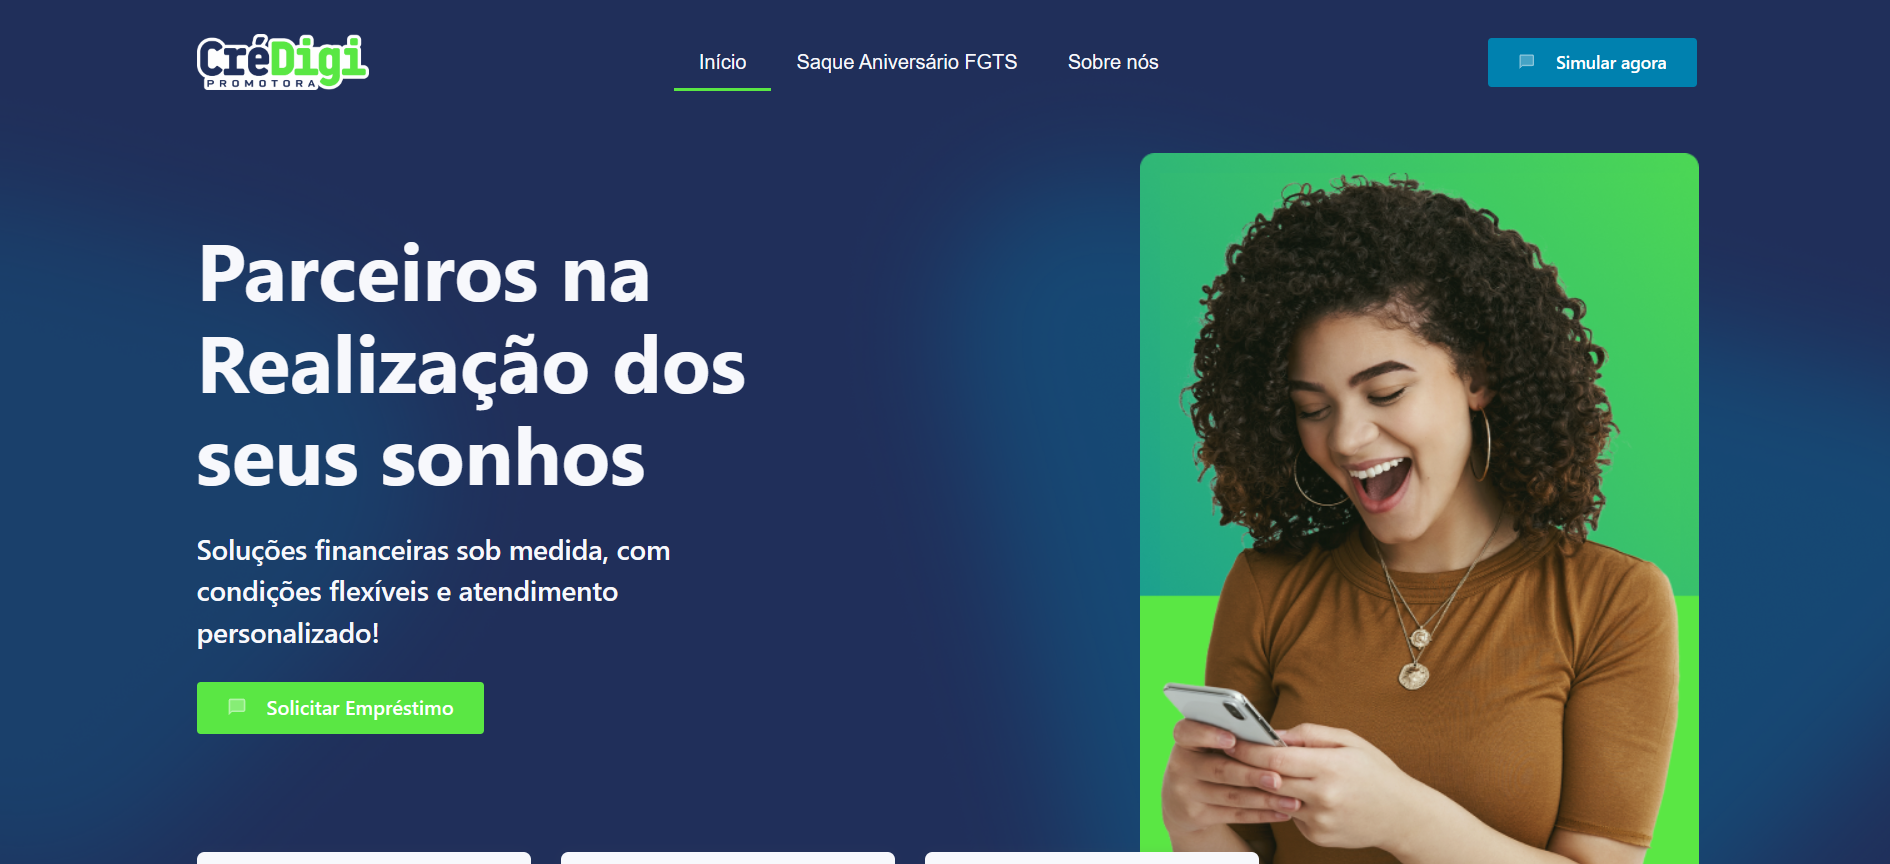 CréDigi
PROMOTORA
Início
Saque Aniversário FGTS
Sobre nós
Simular agora
Parceiros na
Realização dos
seus sonhos
Soluções financeiras sob medida, com
condições flexíveis e atendimento
personalizado!
Solicitar Empréstimo